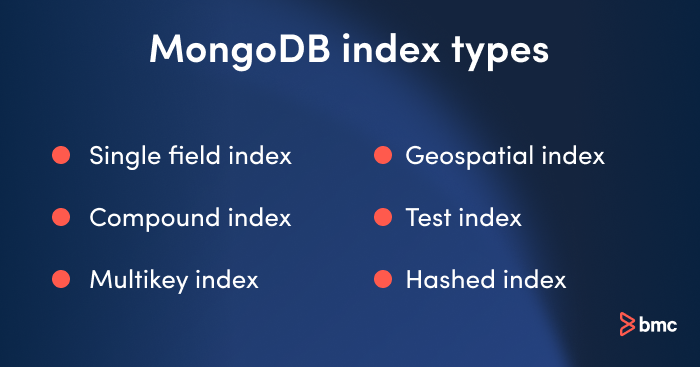 MongoDB index types
Single field index
Compound index
Multikey index
Geospatial index
Test index
Hashed index
bmc